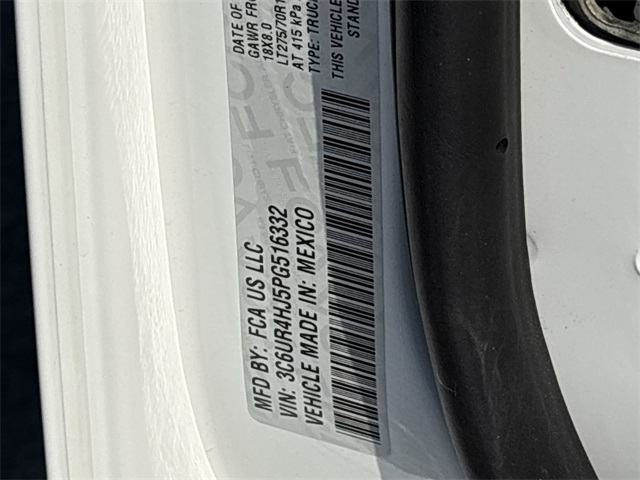 MFD BY: FCA US LLC
DATE OF
GAWR FR
18X8.0
LT275/70R1
AT 415 kPa
VIN: 3C6UR4HJ5PG516332
TYPE: TRUC
VEHICLE MADE IN: MEXICO
THIS VEHICLE
STAND